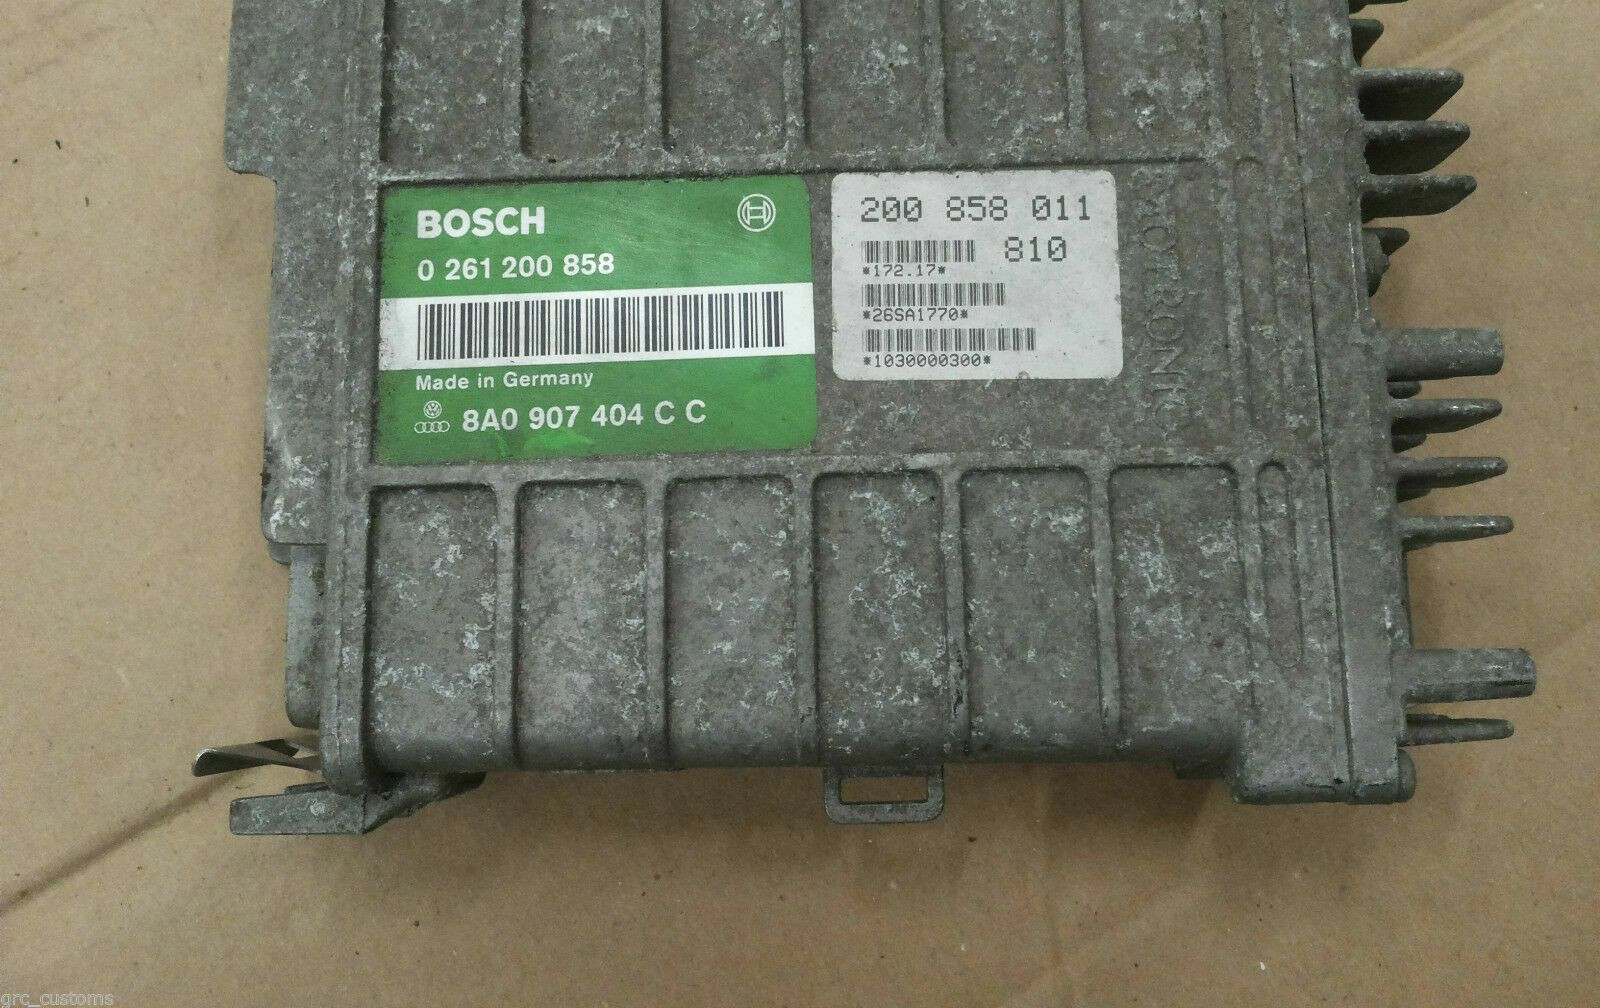 BOSCH
0 261 200 858
Made in Germany
8A0 907 404 C C
200 858 011
810
*172.17*
*26SA1770*
*1030000300*
MOTRONIC
grc_customs